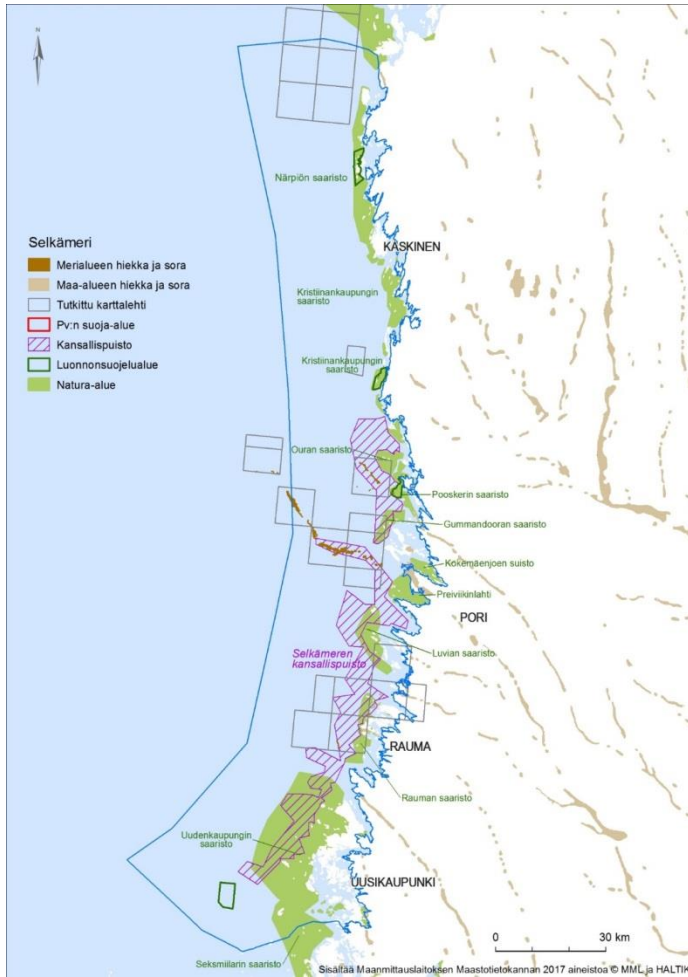 N
Närpiön saaristo
KASKINEN
Selkämeri
Merialueen hiekka ja sora
Maa-alueen hiekka ja sora
Tutkittu karttalehti
Pv:n suoja-alue
Kansallispuisto
Luonnonsuojelualue
Natura-alue
Kristiinankaupungin
saaristo
Kristiinankaupungin
saaristo
Ouran saaristo
Pooskerin saaristo
Gummandooran saaristo
Kokemäenjoen suisto
Preiviikinlahti
PORI
Luvian saaristo
Selkämeren
kansallispuisto
RAUMA
Rauman saaristo
Uudenkaupungin
saaristo
UUSIKAUPUNKI
0 30 km
Seksmiilarin saaristo
Sisältää Maanmittauslaitoksen Maastotietokannan 2017 aineistoa © MML ja HALTIK